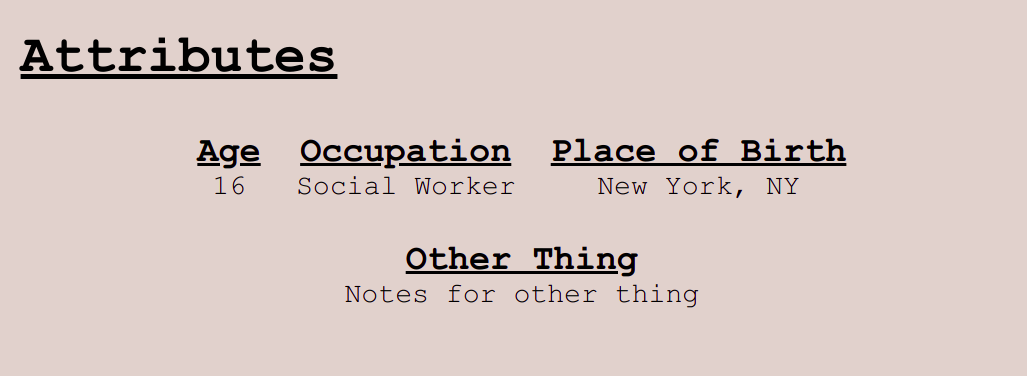 Attributes
Age Occupation Place of Birth
16 Social Worker New York, NY
Other Thing
Notes for other thing